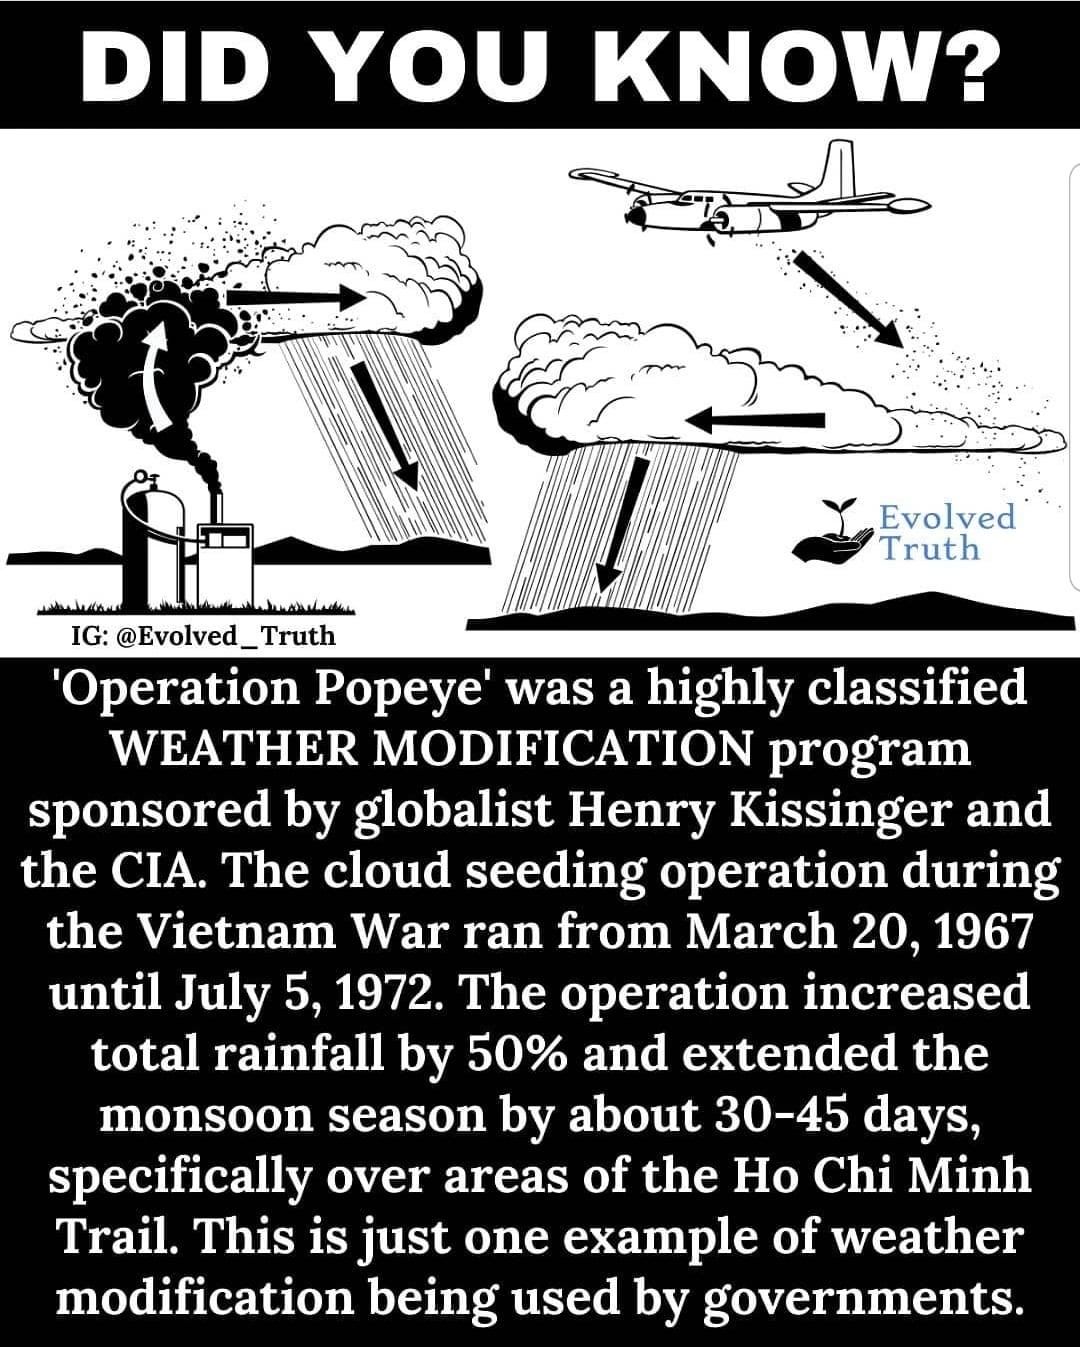 DID YOU KNOW?
Evolved
Truth
IG: @Evolved_Truth
'Operation Popeye' was a highly classified
WEATHER MODIFICATION program
sponsored by globalist Henry Kissinger and
the CIA. The cloud seeding operation during
the Vietnam War ran from March 20, 1967
until July 5, 1972. The operation increased
total rainfall by 50% and extended the
monsoon season by about 30-45 days,
specifically over areas of the Ho Chi Minh
Trail. This is just one example of weather
modification being used by governments.